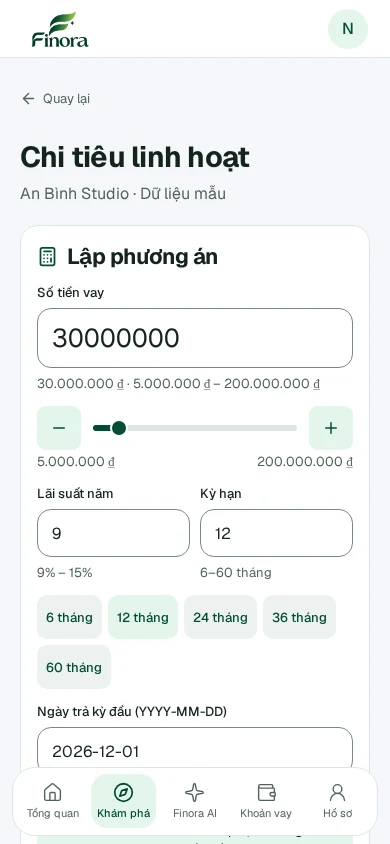 Finora
N
Quay lại
Chi tiêu linh hoạt
An Bình Studio · Dữ liệu mẫu
Lập phương án
Số tiền vay
30000000
30.000.000 ₫ · 5.000.000 ₫ – 200.000.000 ₫
5.000.000 ₫ 200.000.000 ₫
Lãi suất năm Kỳ hạn
9 12
9% – 15% 6–60 tháng
6 tháng 12 tháng 24 tháng 36 tháng
60 tháng
Ngày trả kỳ đầu (YYYY-MM-DD)
2026-12-01
Tổng quan Khám phá Finora AI Khoản vay Hồ sơ